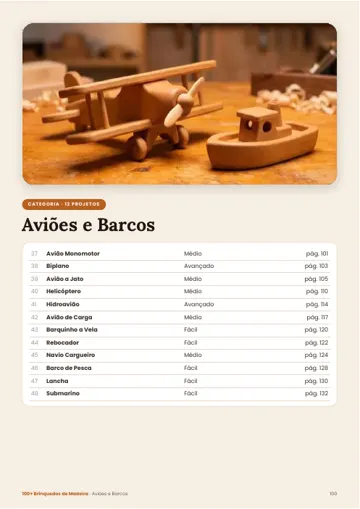 CATEGORIA · 12 PROJETOS
Aviões e Barcos
37 Avião Monomotor Médio pág. 101
38 Biplano Avançado pág. 103
39 Avião a Jato Médio pág. 105
40 Helicóptero Médio pág. 110
41 Hidroavião Avançado pág. 114
42 Avião de Carga Médio pág. 117
43 Barquinho a Vela Fácil pág. 120
44 Rebocador Fácil pág. 122
45 Navio Cargueiro Médio pág. 124
46 Barco de Pesca Fácil pág. 128
47 Lancha Fácil pág. 130
48 Submarino Fácil pág. 132
100+ Brinquedos de Madeira · Aviões e Barcos 100